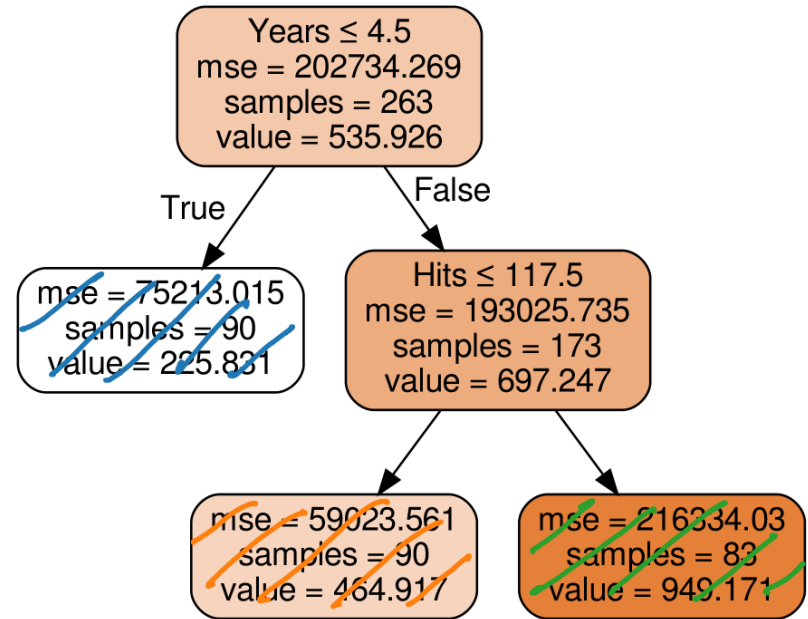 Years ≤ 4.5
mse = 202734.269
samples = 263
value = 535.926
True
False
mse = 75213.015
samples = 90
value = 225.831
Hits ≤ 117.5
mse = 193025.735
samples = 173
value = 697.247
mse = 59023.561
samples = 90
value = 464.917
mse = 216334.03
samples = 83
value = 949.171